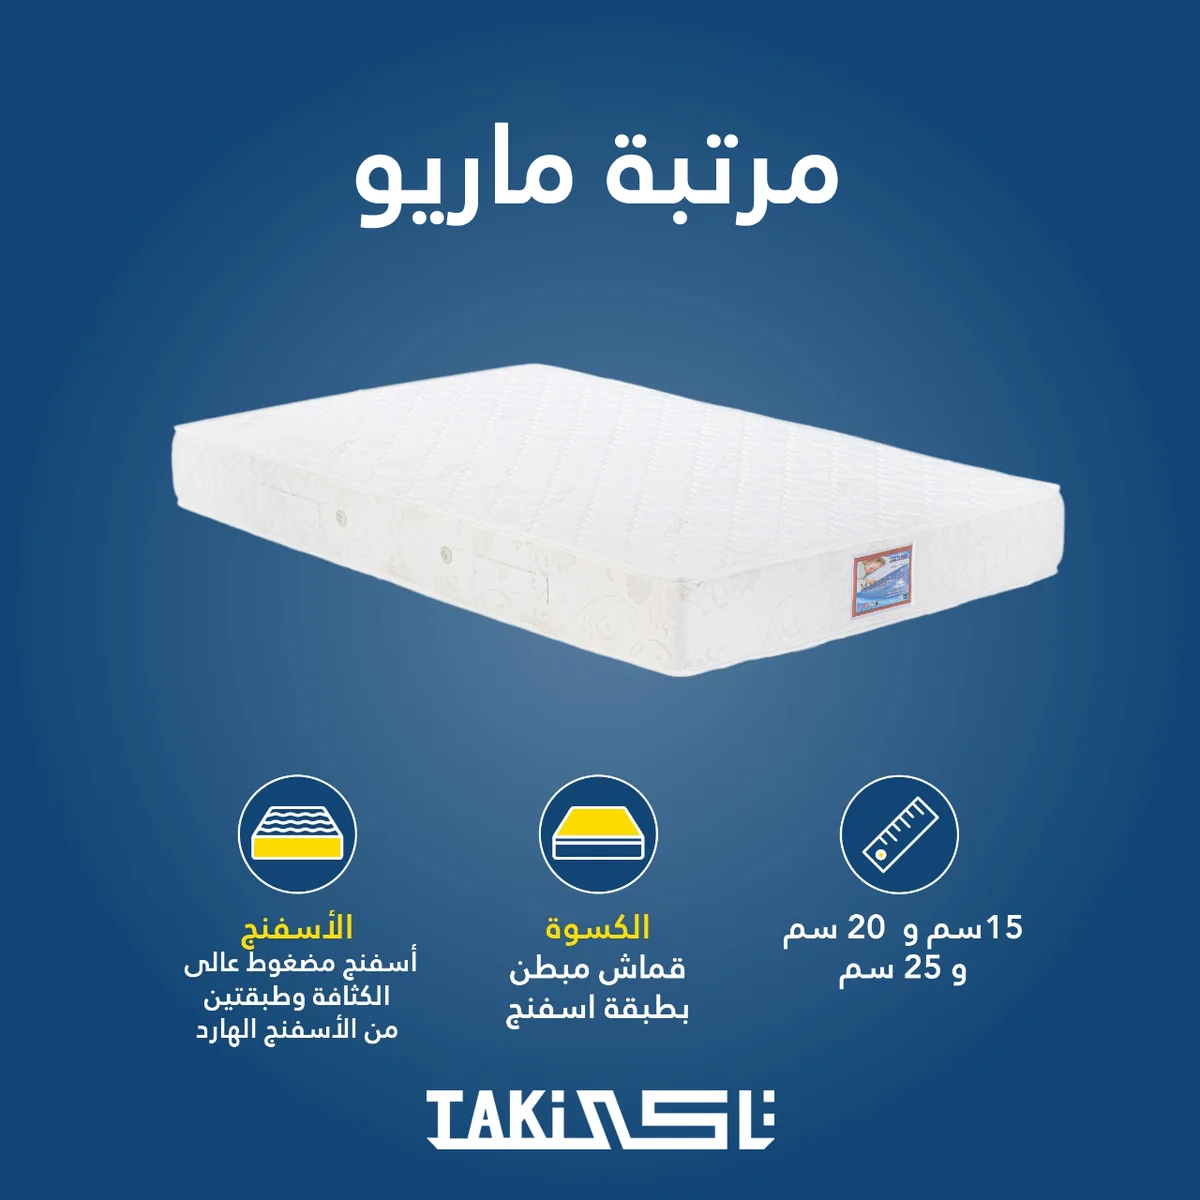 مرتبة ماريو
15سم و 20 سم
و 25 سم
الكسوة
قماش مبطن
بطبقة اسفنج
الأسفنج
أسفنج مضغوط عالى
الكثافة وطبقتين
من الأسفنج الهارد
TAKI تاكى